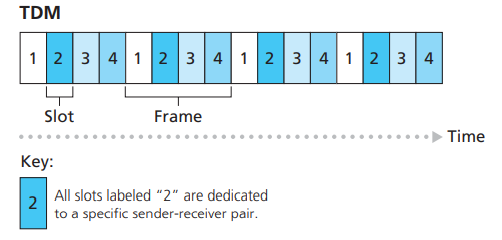 TDM
1 2 3 4 1 2 3 4 1 2 3 4 1 2 3 4
Slot Frame
Time
Key:
2 All slots labeled “2” are dedicated
to a specific sender-receiver pair.